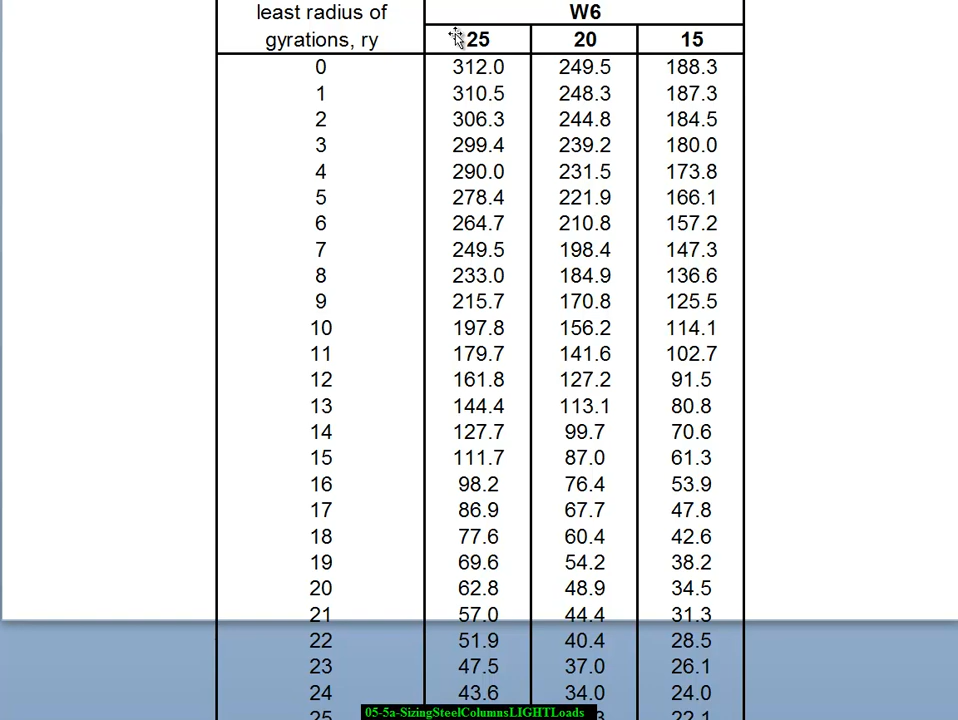 least radius of W6
gyrations, ry 25 20 15
0 312.0 249.5 188.3
1 310.5 248.3 187.3
2 306.3 244.8 184.5
3 299.4 239.2 180.0
4 290.0 231.5 173.8
5 278.4 221.9 166.1
6 264.7 210.8 157.2
7 249.5 198.4 147.3
8 233.0 184.9 136.6
9 215.7 170.8 125.5
10 197.8 156.2 114.1
11 179.7 141.6 102.7
12 161.8 127.2 91.5
13 144.4 113.1 80.8
14 127.7 99.7 70.6
15 111.7 87.0 61.3
16 98.2 76.4 53.9
17 86.9 67.7 47.8
18 77.6 60.4 42.6
19 69.6 54.2 38.2
20 62.8 48.9 34.5
21 57.0 44.4 31.3
22 51.9 40.4 28.5
23 47.5 37.0 26.1
24 43.6 34.0 24.0
25 22.1
05-5a-SizingSteelColumnsLIGHTLoads